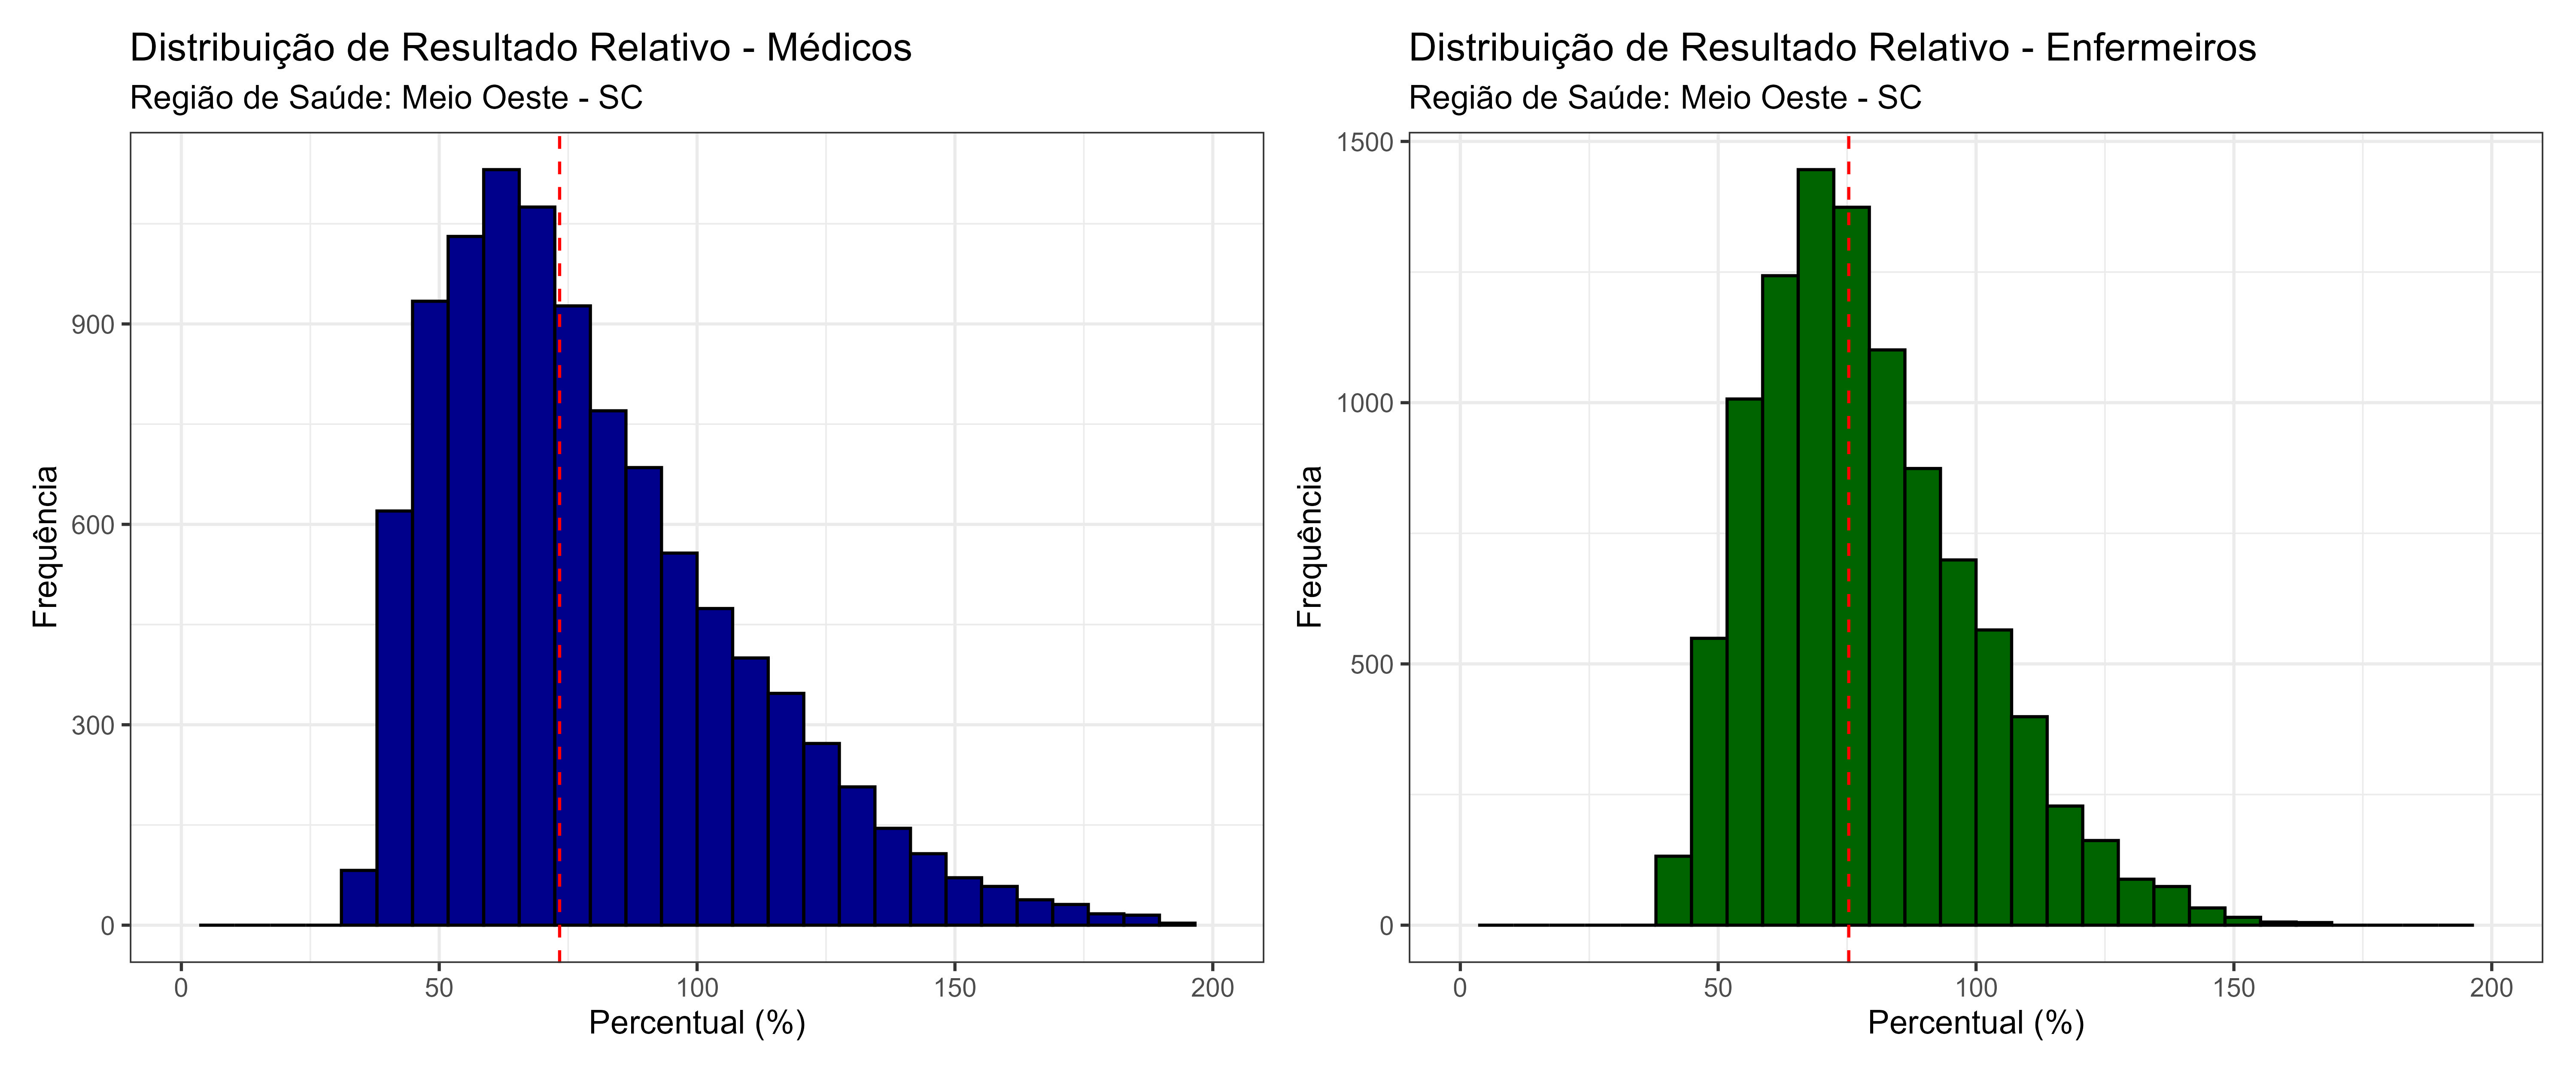 Distribuição de Resultado Relativo - Médicos
Região de Saúde: Meio Oeste - SC
Frequência
900
600
300
0
0 50 100 150 200
Percentual (%)
Distribuição de Resultado Relativo - Enfermeiros
Região de Saúde: Meio Oeste - SC
Frequência
1500
1000
500
0
0 50 100 150 200
Percentual (%)